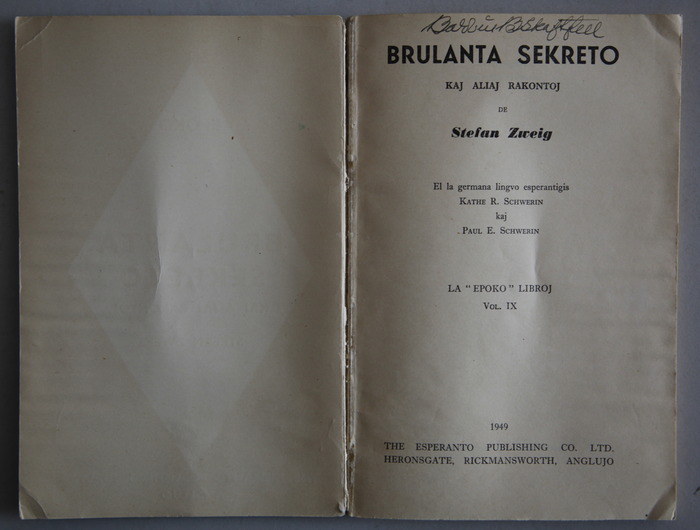 BRULANTA SEKRETO
KAJ ALIAJ RAKONTOJ
DE
Stefan Zweig
El la germana lingvo esperantigis
KATHE R. SCHWERIN
kaj
PAUL E. SCHWERIN
LA "EPOKO" LIBROJ
VOL. IX
1949
THE ESPERANTO PUBLISHING CO. LTD.
HERONSGATE, RICKMANSWORTH, ANGLUJO